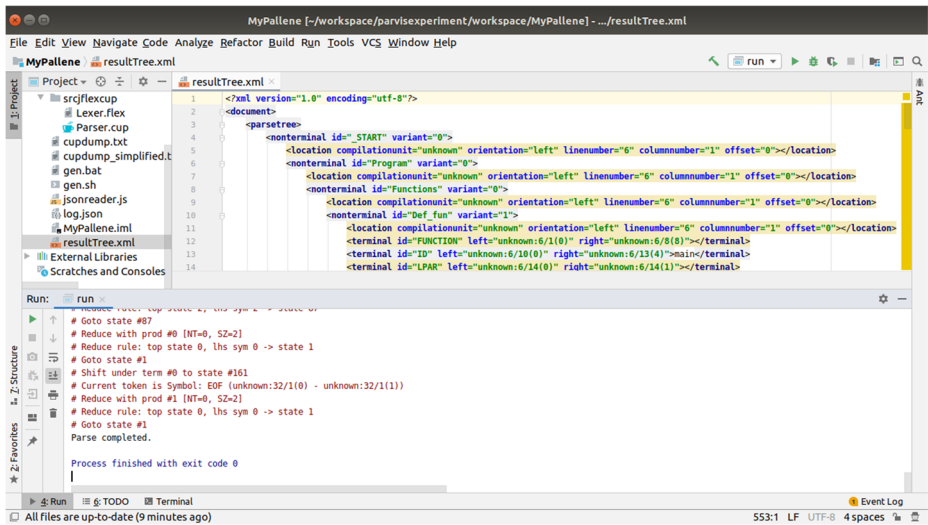 MyPallene [~/workspace/parvisexperiment/workspace/MyPallene] - .../resultTree.xml
File Edit View Navigate Code Analyze Refactor Build Run Tools VCS Window Help
MyPallene resultTree.xml run
1: Project
Project
resultTree.xml
Ant
srcjflexcup
Lexer.flex
Parser.cup
cupdump.txt
cupdump_simplified.t
gen.bat
gen.sh
jsonreader.js
log.json
MyPallene.iml
resultTree.xml
External Libraries
Scratches and Consoles
1 <?xml version="1.0" encoding="utf-8"?>
2 <document>
3 <parsetree>
4 <nonterminal id="_START" variant="0">
5 <location compilationunit="unknown" orientation="left" linenumber="6" columnnumber="1" offset="0"></location>
6 <nonterminal id="Program" variant="0">
7 <location compilationunit="unknown" orientation="left" linenumber="6" columnnumber="1" offset="0"></location>
8 <nonterminal id="Functions" variant="0">
9 <location compilationunit="unknown" orientation="left" linenumber="6" columnnumber="1" offset="0"></location>
10 <nonterminal id="Def_fun" variant="1">
11 <location compilationunit="unknown" orientation="left" linenumber="6" columnnumber="1" offset="0"></location>
12 <terminal id="FUNCTION" left="unknown:6/1(0)" right="unknown:6/8(8)"></terminal>
13 <terminal id="ID" left="unknown:6/10(0)" right="unknown:6/13(4)">main</terminal>
14 <terminal id="LPAR" left="unknown:6/14(0)" right="unknown:6/14(1)"></terminal>
Run: run
# Goto state #87
# Reduce with prod #0 [NT=0, SZ=2]
# Reduce rule: top state 0, lhs sym 0 -> state 1
# Goto state #1
# Shift under term #0 to state #161
# Current token is Symbol: EOF (unknown:32/1(0) - unknown:32/1(1))
# Reduce with prod #1 [NT=0, SZ=2]
# Reduce rule: top state 0, lhs sym 0 -> state 1
# Goto state #1
Parse completed.
Process finished with exit code 0
7: Structure
2: Favorites
4: Run 6: TODO Terminal 1 Event Log
All files are up-to-date (9 minutes ago) 553:1 LF UTF-8 4 spaces